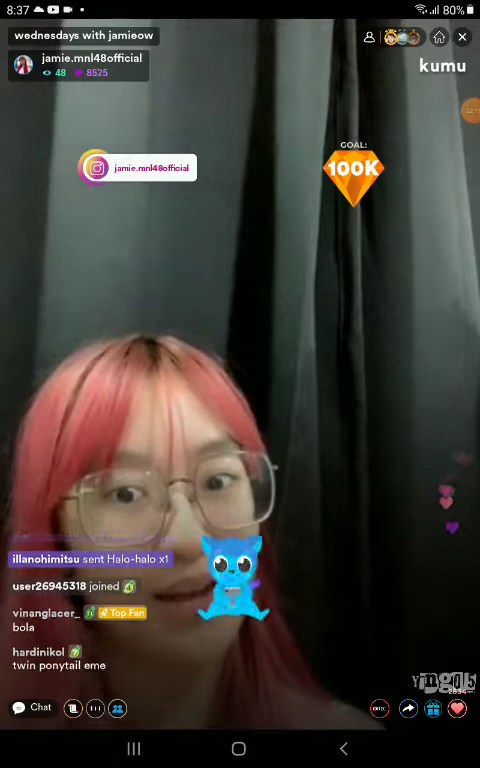 8:37
80%
wednesdays with jamieow
jamie.mnl48official
48 8525
kumu
GOAL:
100K
jamie.mnl48official
illanohimitsu sent Halo-halo x1
user26945318 joined
vinanglacer_ Top Fan
bola
hardinikol
twin ponytail eme
Chat